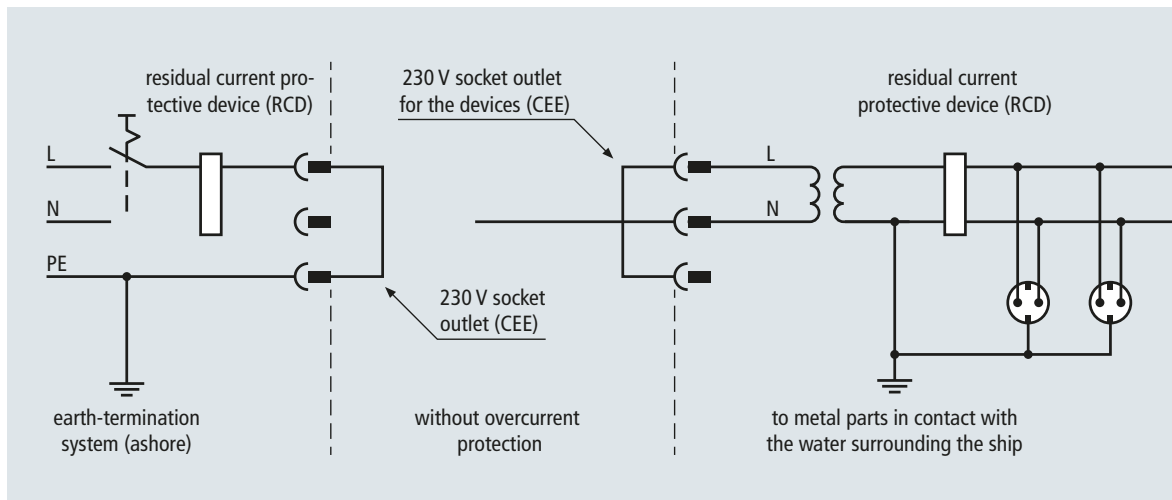 residual current pro-
tective device (RCD)
230 V socket outlet
for the devices (CEE)
residual current
protective device (RCD)
L
N
PE
L
N
230 V socket
outlet (CEE)
earth-termination
system (ashore)
without overcurrent
protection
to metal parts in contact with
the water surrounding the ship